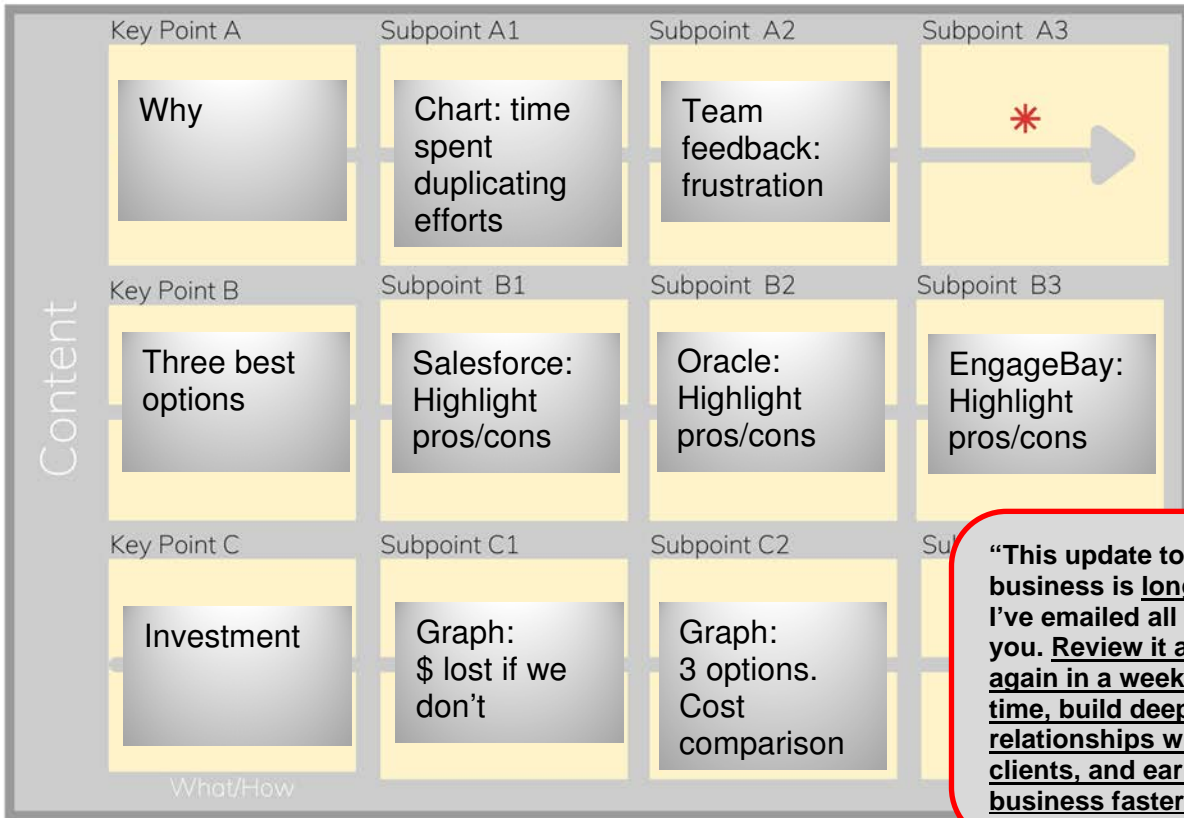 Key Point A
Subpoint A1
Subpoint A2
Subpoint A3
Why
Chart: time
spent
duplicating
efforts
Team
feedback:
frustration
Content
Key Point B
Subpoint B1
Subpoint B2
Subpoint B3
Three best
options
Salesforce:
Highlight
pros/cons
Oracle:
Highlight
pros/cons
EngageBay:
Highlight
pros/cons
Key Point C
Subpoint C1
Subpoint C2
Investment
Graph:
$ lost if we
don’t
Graph:
3 options.
Cost
comparison
What/How
“This update to
business is
I’ve emailed all
you. Review it
again in a week
time, build
relationships
clients, and
business faster